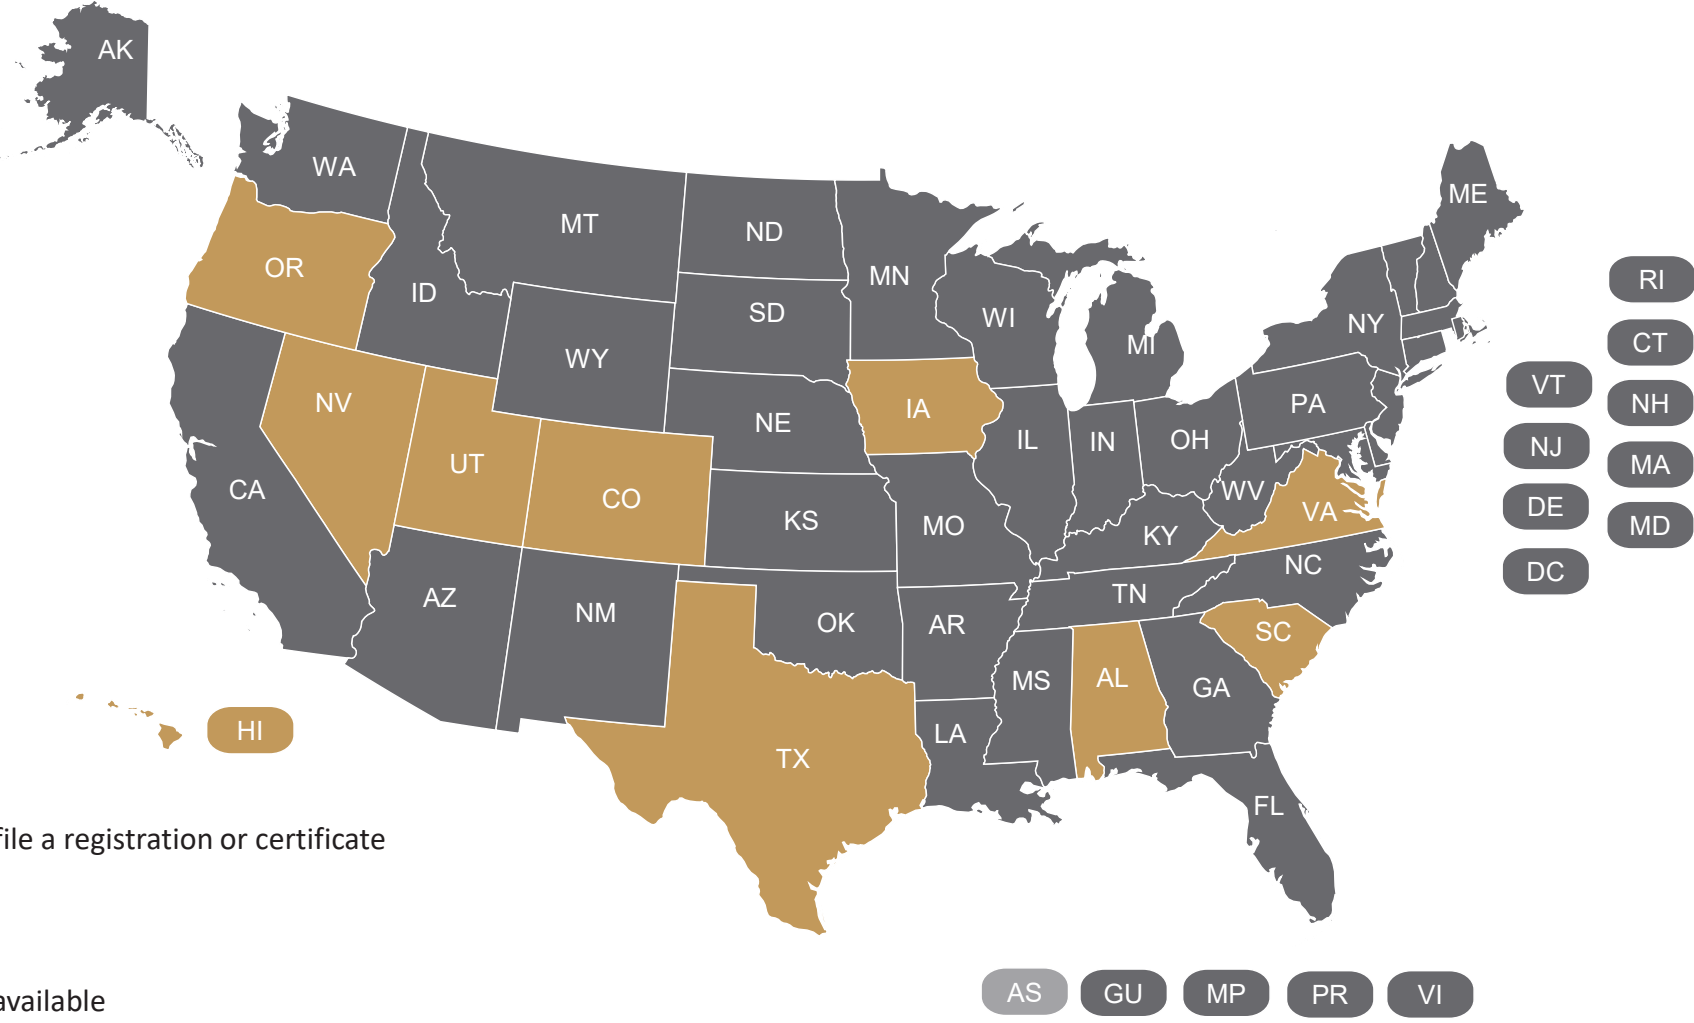 AK
WA
ME
MT
ND
OR
MN
RI
ID
SD
WI
NY
MI
CT
WY
VT
NV
PA
NH
IA
NE
IL
IN
OH
NJ
UT
MA
CA
CO
WV
DE
VA
KS
MO
MD
KY
NC
DC
TN
AZ
NM
OK
AR
SC
MS
AL
GA
HI
LA
TX
FL
file a registration or certificate
AS
GU
MP
PR
VI
available